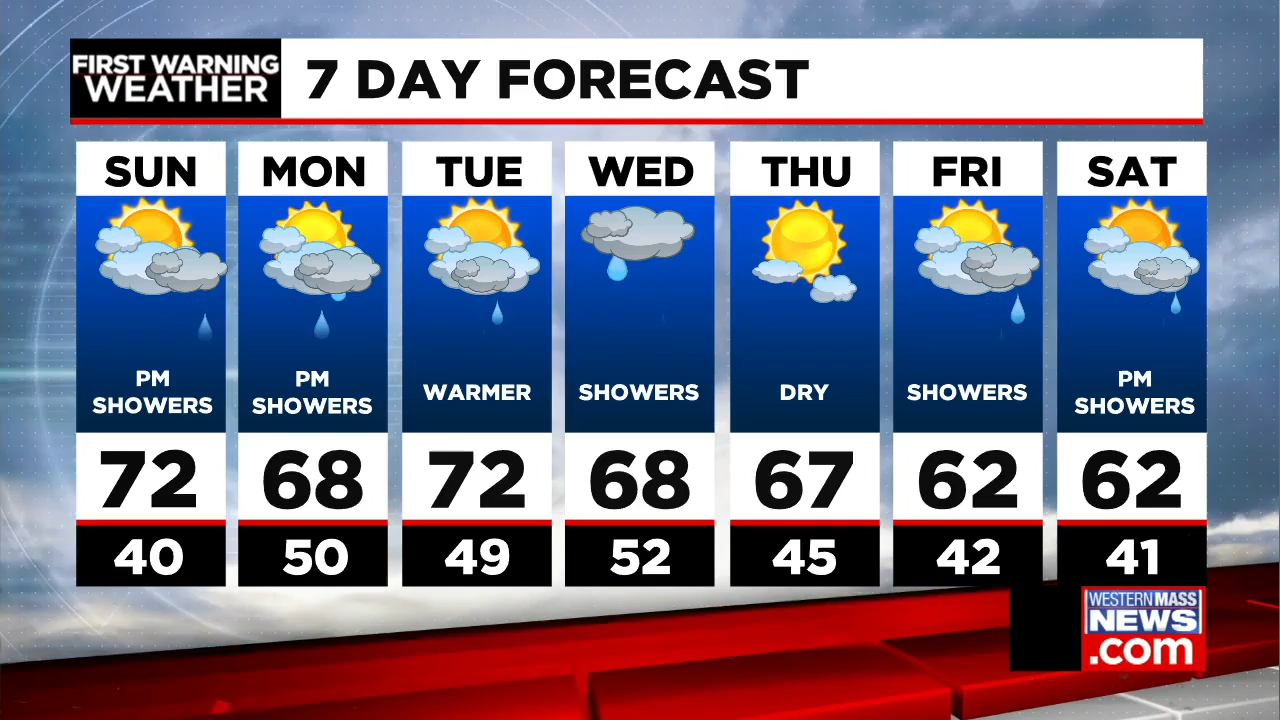 FIRST WARNING
WEATHER
7 DAY FORECAST
SUN MON TUE WED THU FRI SAT
PM
SHOWERS
PM
SHOWERS
WARMER
SHOWERS
DRY
SHOWERS
PM
SHOWERS
72 68 72 68 67 62 62
40 50 49 52 45 42 41
WESTERN MASS
NEWS
.com